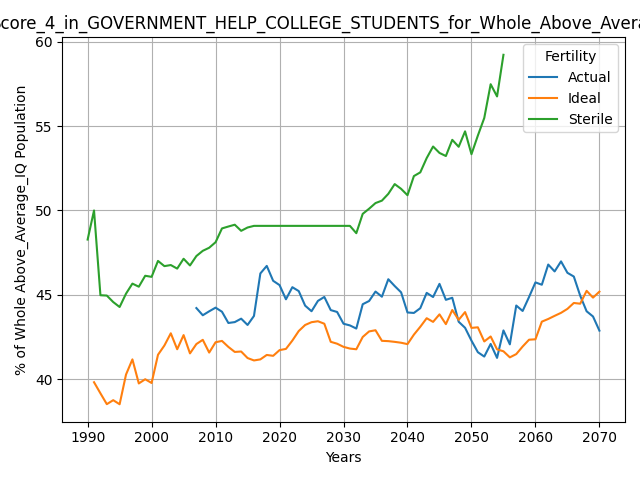 core_4_in_GOVERNMENT_HELP_COLLEGE_STUDENTS_for_Whole_Above_Avera
% of Whole Above_Average_IQ Population
60
55
50
45
40
Fertility
Actual
Ideal
Sterile
1990 2000 2010 2020 2030 2040 2050 2060 2070
Years